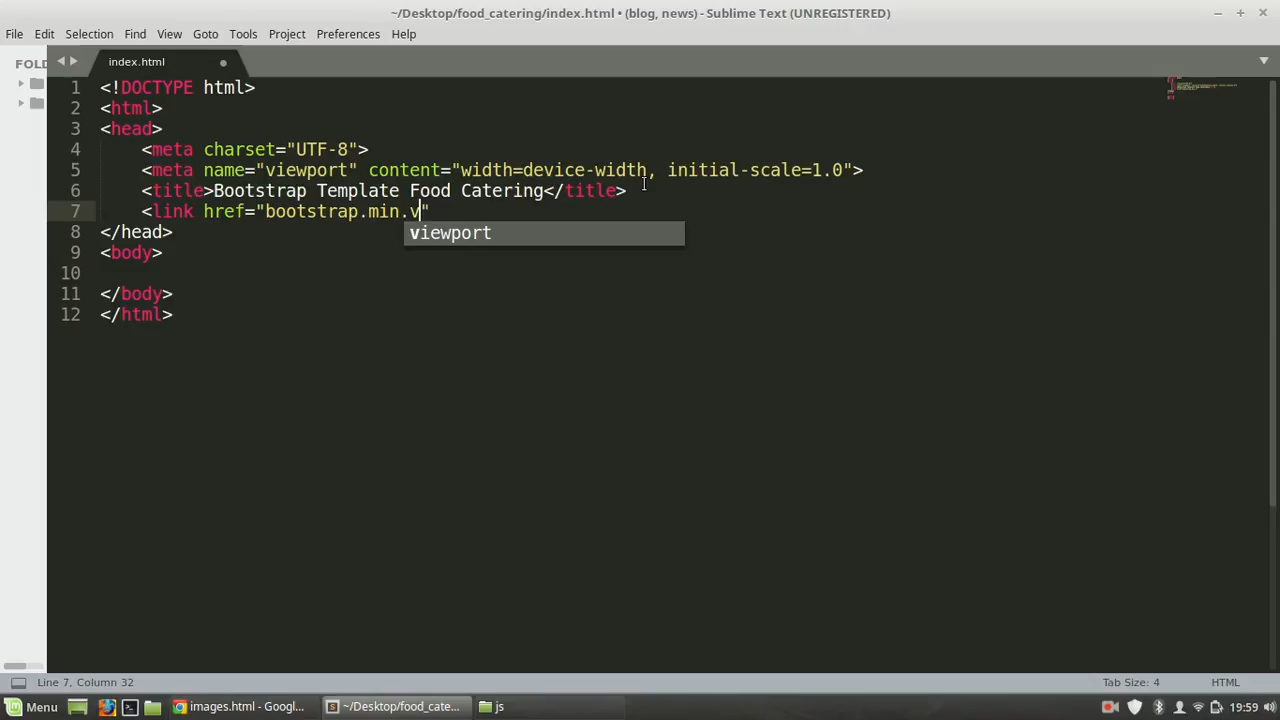 ~/Desktop/food_catering/index.html • (blog, news) - Sublime Text (UNREGISTERED)
File Edit Selection Find View Goto Tools Project Preferences Help
FOLD
index.html
1 <!DOCTYPE html>
2 <html>
3 <head>
4 <meta charset="UTF-8">
5 <meta name="viewport" content="width=device-width, initial-scale=1.0">
6 <title>Bootstrap Template Food Catering</title>
7 <link href="bootstrap.min.v"
viewport
8 </head>
9 <body>
10
11 </body>
12 </html>
Line 7, Column 32 Tab Size: 4 HTML
Menu images.html - Googl... ~/Desktop/food_cate... js 19:59